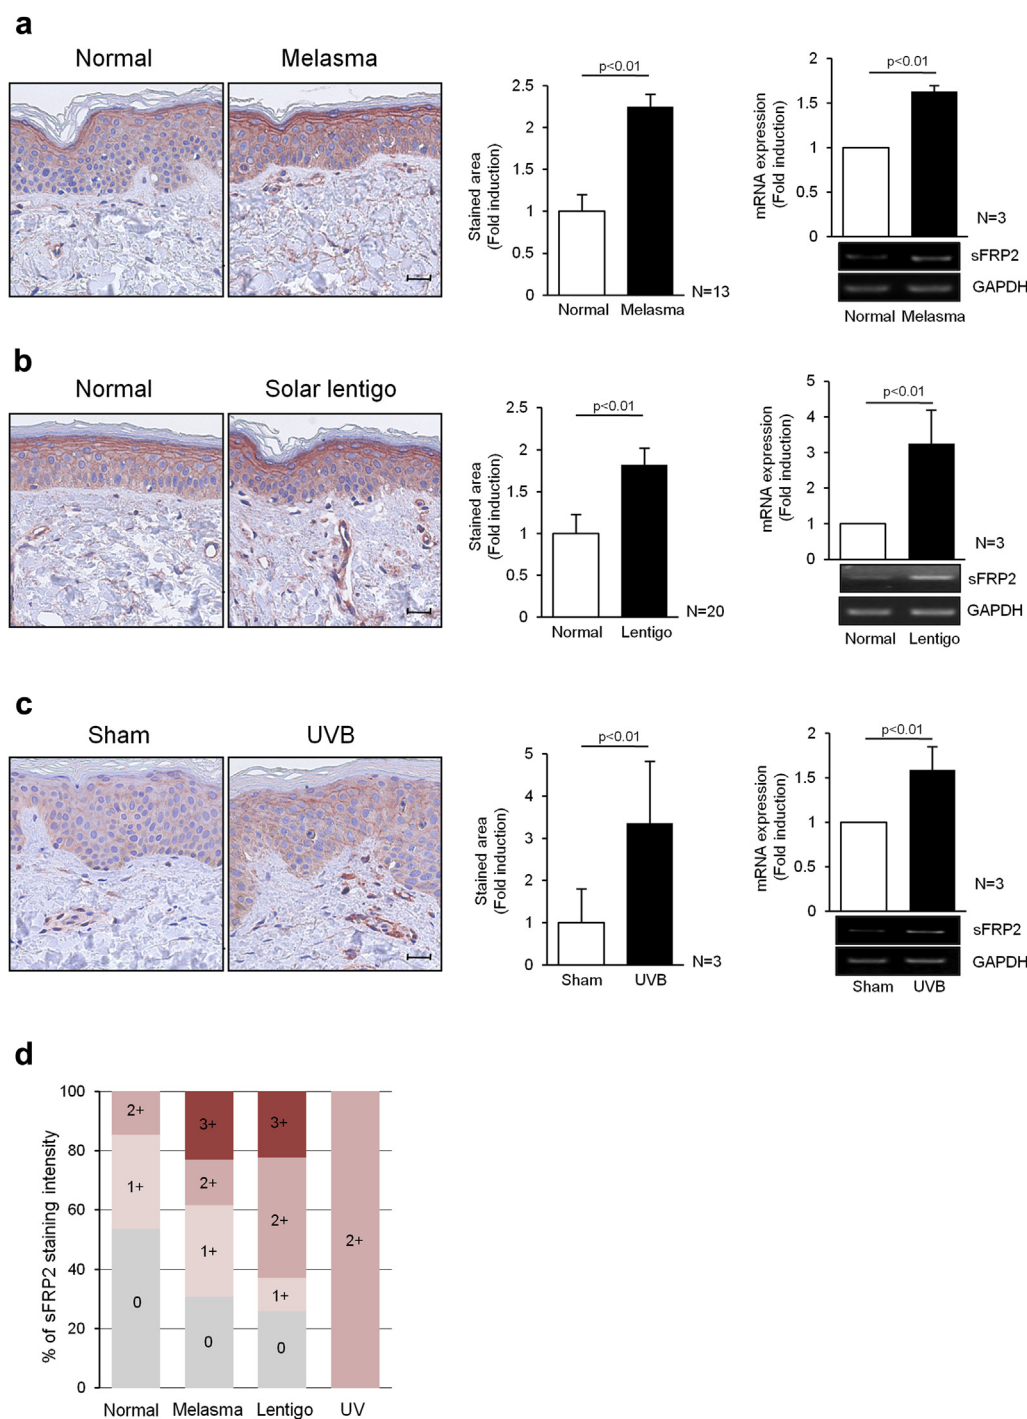 a
Normal
Melasma
p<0.01
2.5
2
1.5
1
0.5
0
Stained area
(Fold induction)
Normal
Melasma
N=13
p<0.01
2
1.5
1
0.5
0
mRNA expression
(Fold induction)
N=3
sFRP2
GAPDH
Normal
Melasma
b
Normal
Solar lentigo
p<0.01
2.5
2
1.5
1
0.5
0
Stained area
(Fold induction)
Normal
Lentigo
N=20
p<0.01
5
4
3
2
1
0
mRNA expression
(Fold induction)
N=3
sFRP2
GAPDH
Normal
Lentigo
c
Sham
UVB
p<0.01
5
4
3
2
1
0
Stained area
(Fold induction)
Sham
UVB
N=3
p<0.01
2
1.5
1
0.5
0
mRNA expression
(Fold induction)
N=3
sFRP2
GAPDH
Sham
UVB
d
% of sFRP2 staining intensity
100
80
60
40
20
0
2+
1+
0
3+
2+
1+
0
3+
2+
1+
0
2+
Normal
Melasma
Lentigo
UV